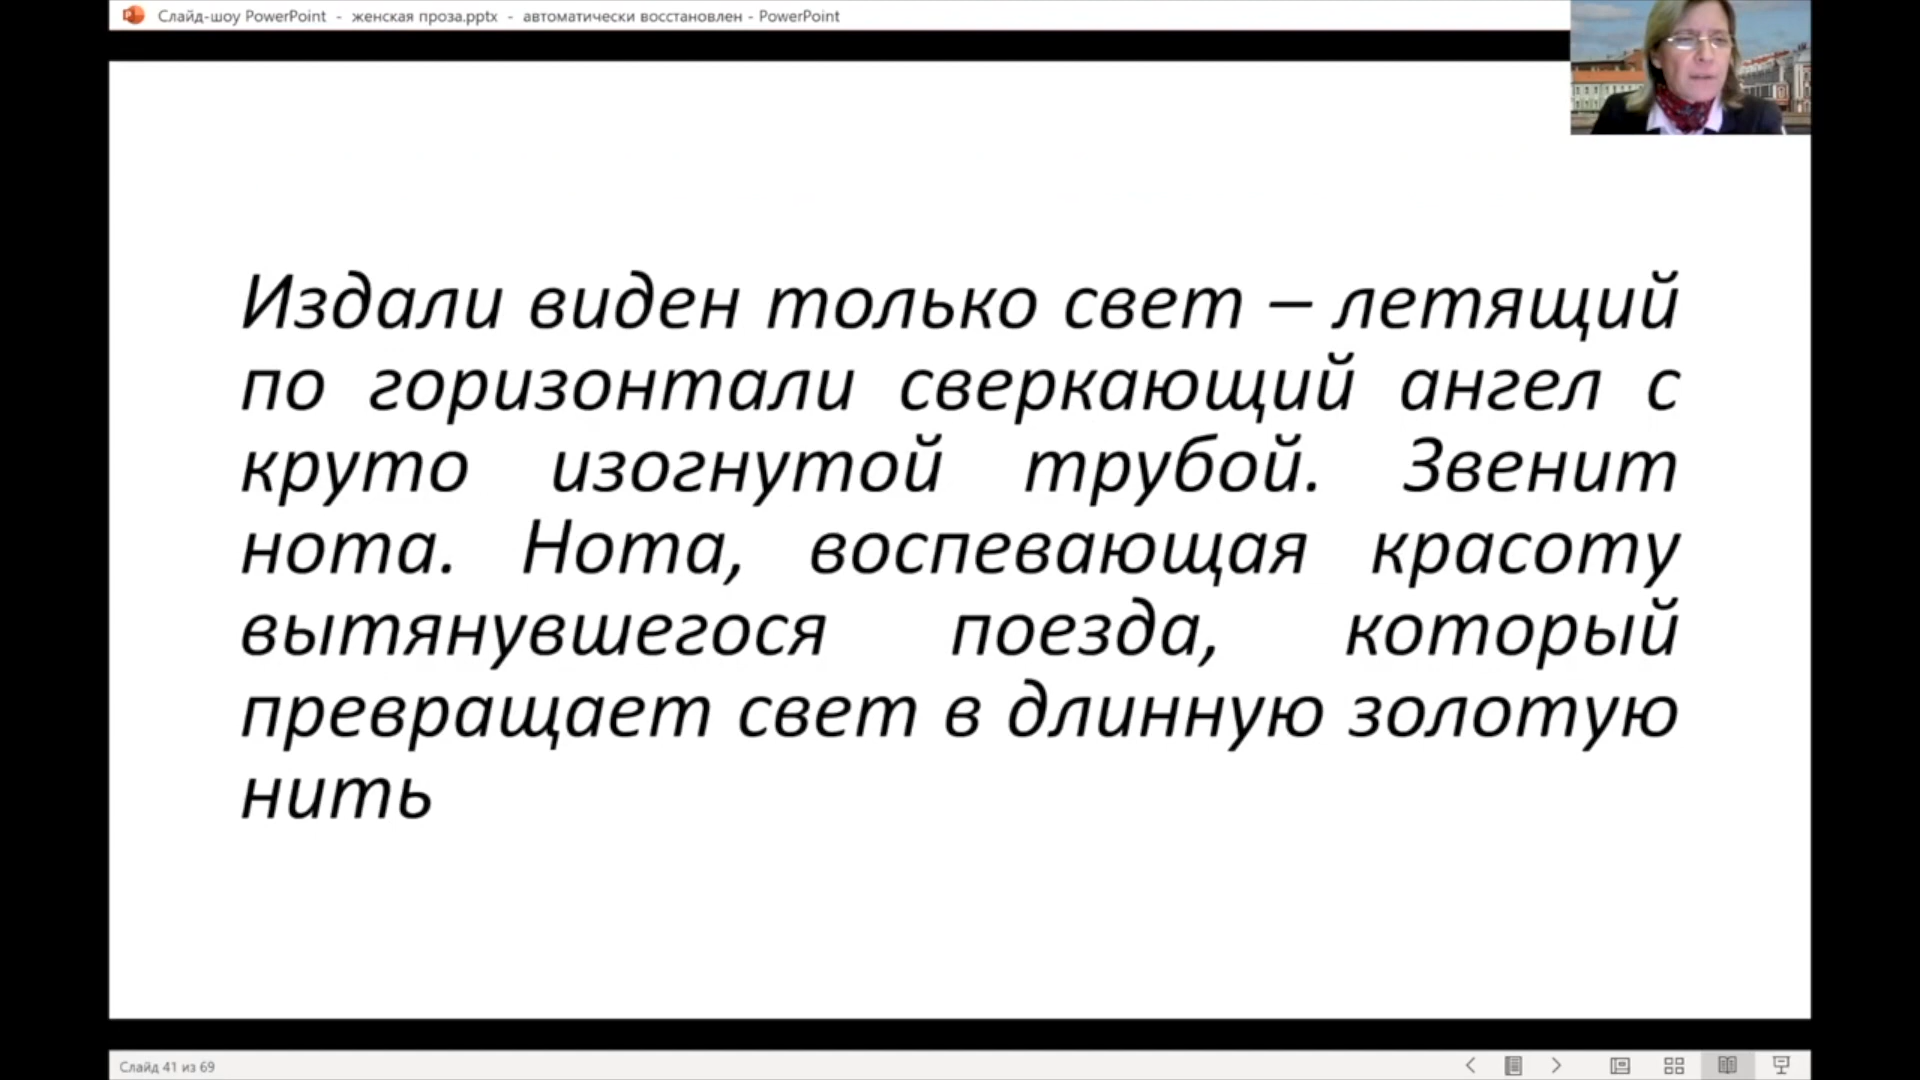 Слайд-шоу PowerPoint - женская проза.pptx - автоматически восстановлен - PowerPoint
Издали виден только свет – летящий
по горизонтали сверкающий ангел с
круто изогнутой трубой. Звенит
нота. Нота, воспевающая красоту
вытянувшегося поезда, который
превращает свет в длинную золотую
нить
Слайд 41 из 69